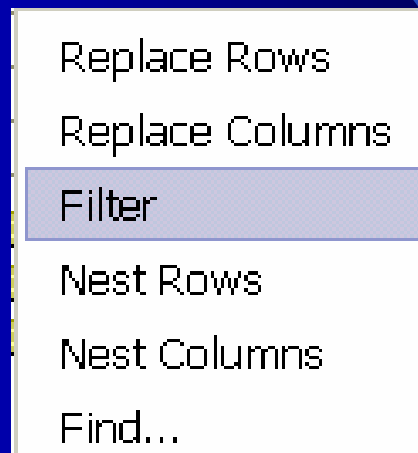 Replace Rows
Replace Columns
Filter
Nest Rows
Nest Columns
Find...